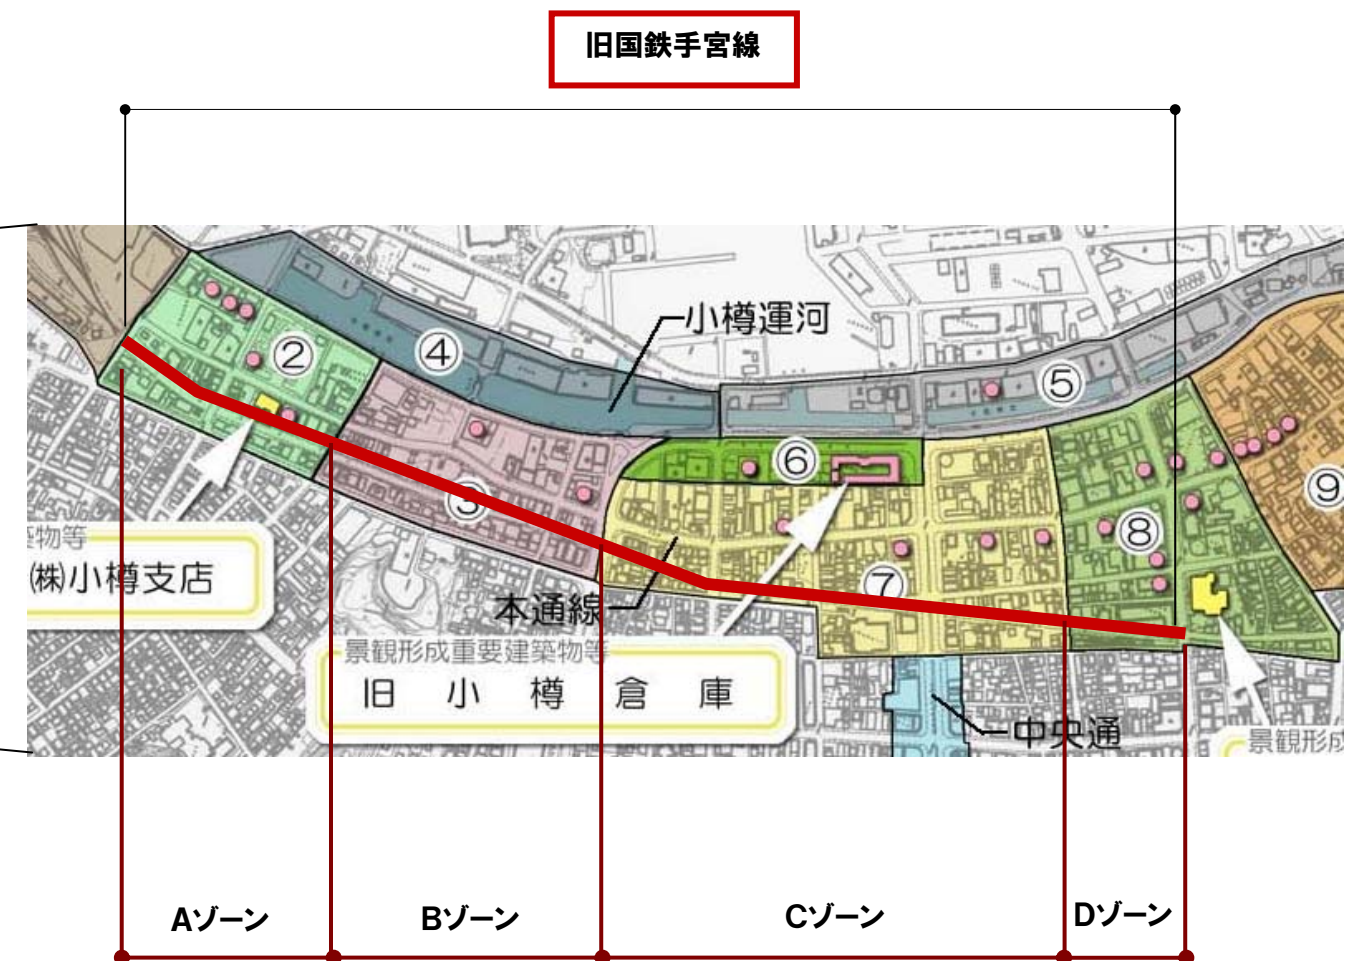 旧国鉄手宮線
小樽運河
②
④
⑤
③
⑥
⑨
⑧
⑦
築物等
㈱小樽支店
本通線
景観形成重要建築物等
旧小樽倉庫
中央通
景観形成
Aゾーン
Bゾーン
Cゾーン
Dゾーン